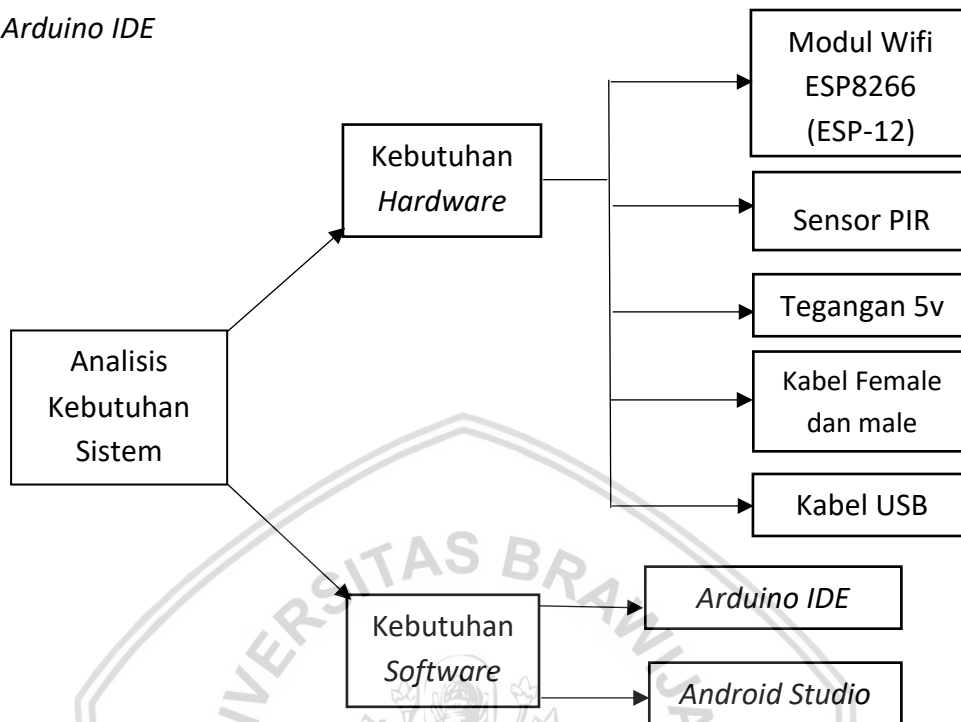 Arduino IDE
Modul Wifi
ESP8266
(ESP-12)
Kebutuhan
Hardware
Sensor PIR
Tegangan 5v
Analisis
Kebutuhan
Sistem
Kabel Female
dan male
Kabel USB
Kebutuhan
Software
Arduino IDE
Android Studio